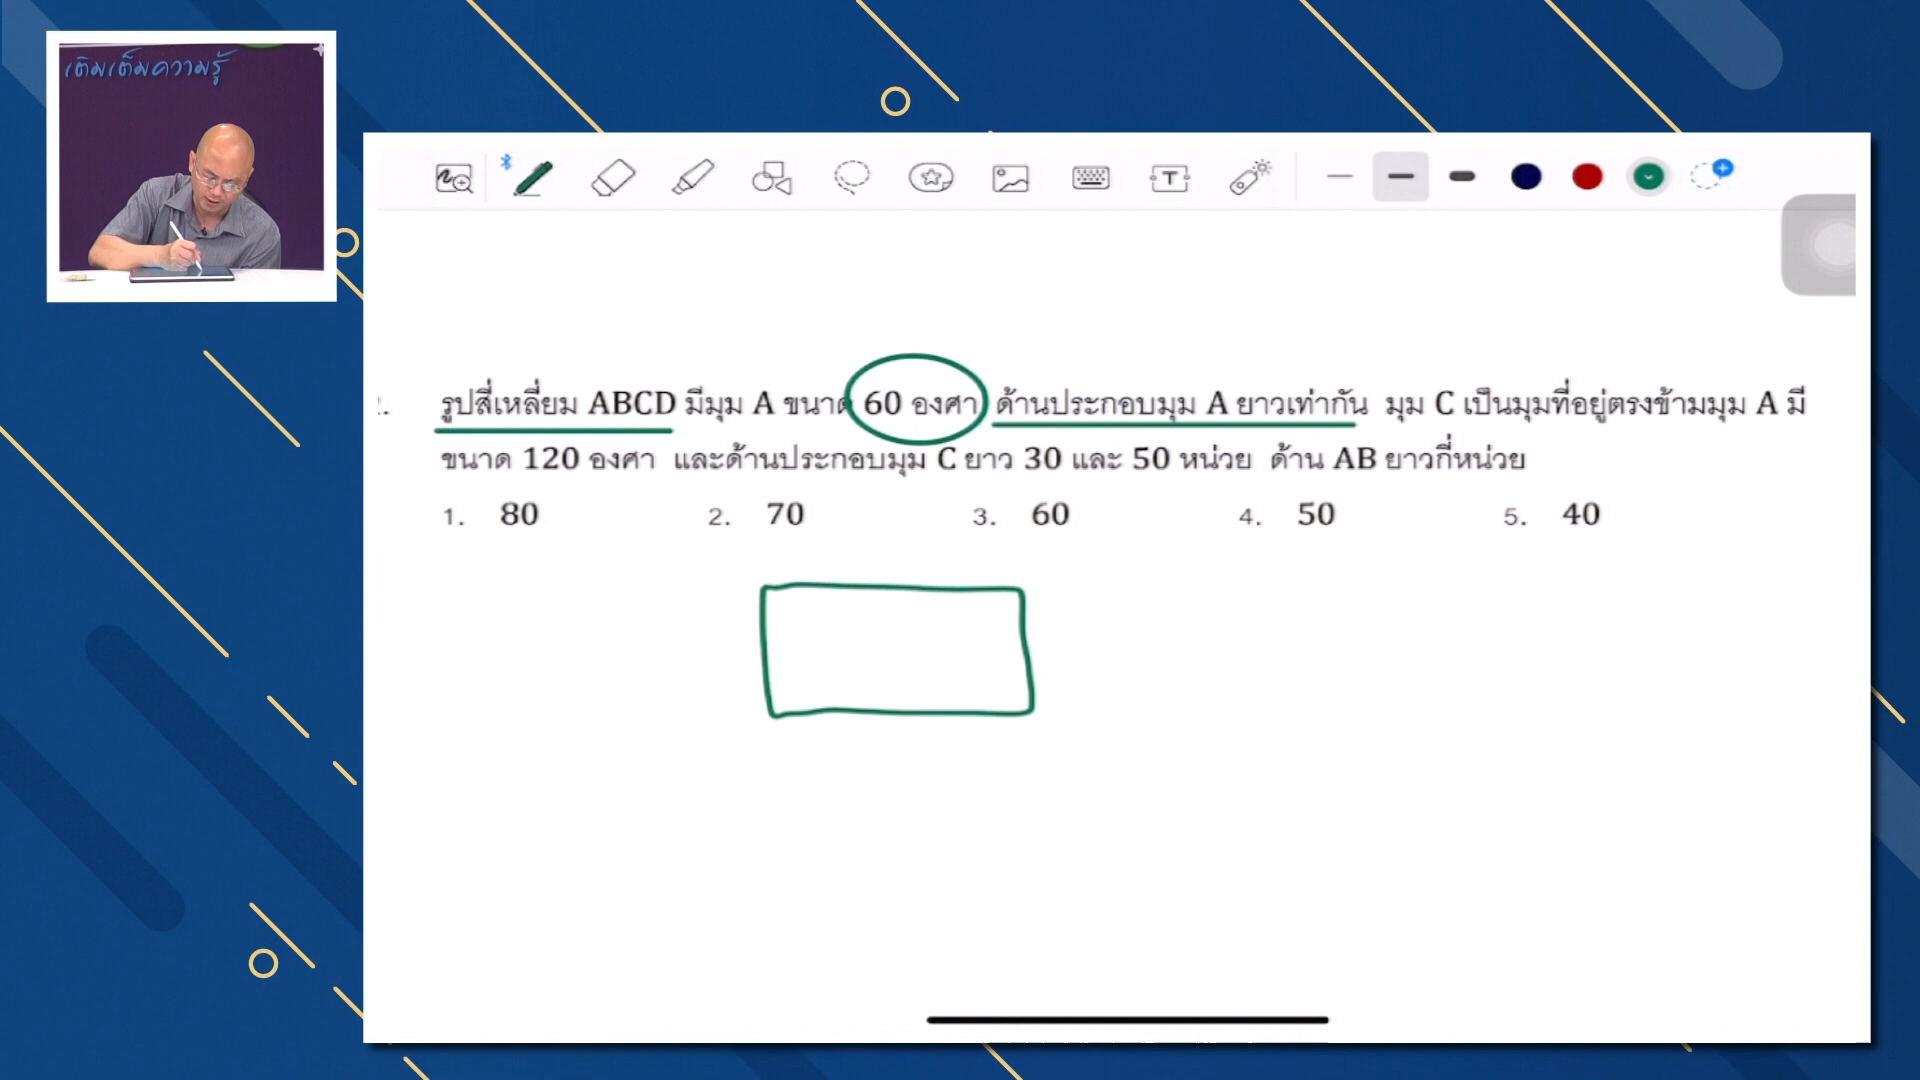 เติมเต็มความรู้
2. รูปสี่เหลี่ยม ABCD มีมุม A ขนาด 60 องศา ด้านประกอบมุม A ยาวเท่ากัน มุม C เป็นมุมที่อยู่ตรงข้ามมุม A มี
ขนาด 120 องศา และด้านประกอบมุม C ยาว 30 และ 50 หน่วย ด้าน AB ยาวกี่หน่วย
1. 80 2. 70 3. 60 4. 50 5. 40